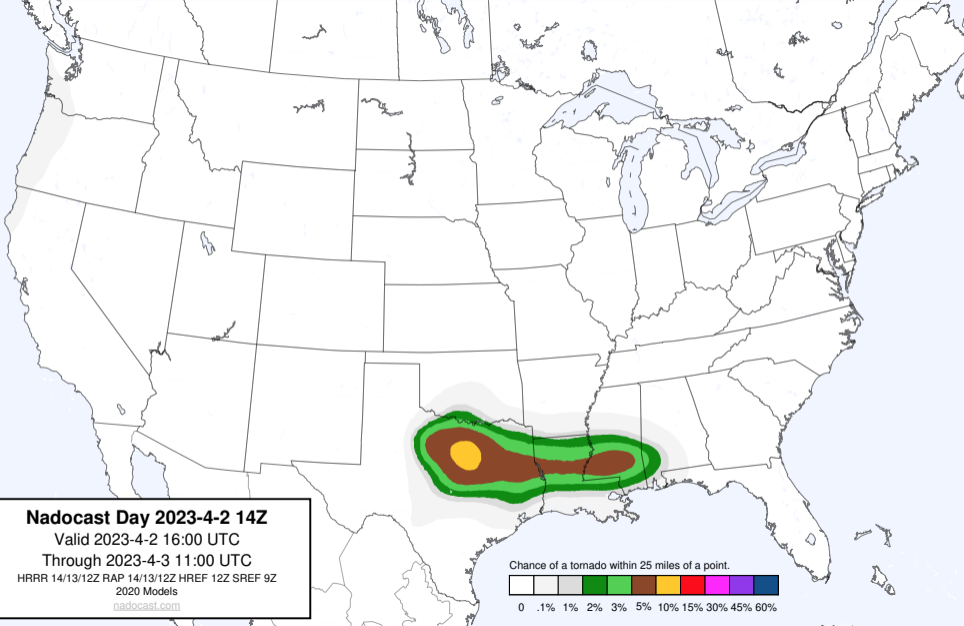 Nadocast Day 2023-4-2 14Z
Valid 2023-4-2 16:00 UTC
Through 2023-4-3 11:00 UTC
HRRR 14/13/12Z RAP 14/13/12Z HREF 12Z SREF 9Z
2020 Models
nadocast.com
Chance of a tornado within 25 miles of a point.
0 .1% 1% 2% 3% 5% 10% 15% 30% 45% 60%